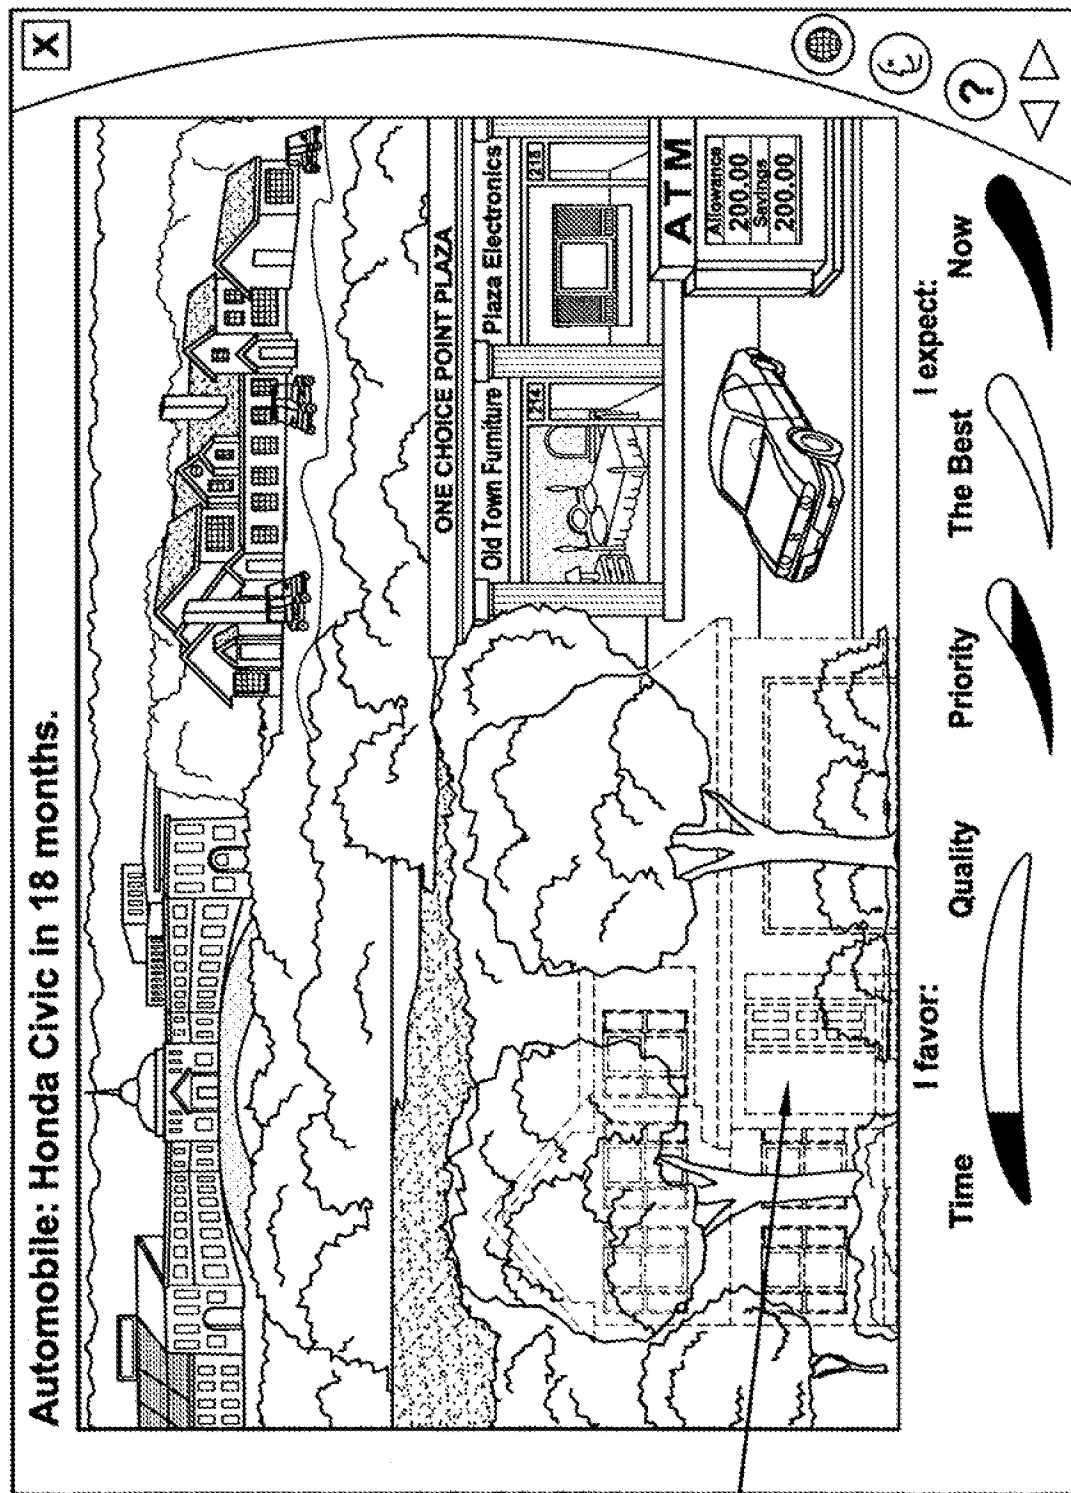 Automobile: Honda Civic in 18 months.
X
ONE CHOICE POINT PLAZA
Old Town Furniture Plaza Electronics
214
218
ATM
Allowance
200.00
Savings
200.00
?
I favor:
I expect:
Time Quality Priority The Best Now